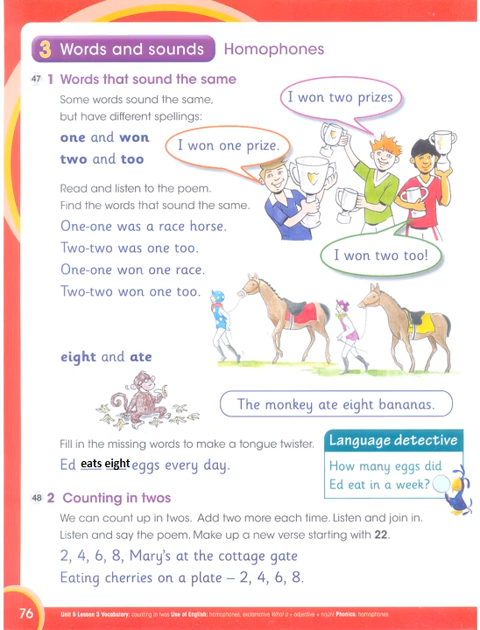 3 Words and sounds Homophones
47 1 Words that sound the same
Some words sound the same,
but have different spellings:
one and won
two and too
I won two prizes
I won one prize.
I won two too!
Read and listen to the poem.
Find the words that sound the same.
One-one was a race horse.
Two-two was one too.
One-one won one race.
Two-two won one too.
eight and ate
The monkey ate eight bananas.
Fill in the missing words to make a tongue twister.
Ed eats eight eggs every day.
Language detective
How many eggs did
Ed eat in a week?
48 2 Counting in twos
We can count up in twos. Add two more each time. Listen and join in.
Listen and say the poem. Make up a new verse starting with 22.
2, 4, 6, 8, Mary's at the cottage gate
Eating cherries on a plate – 2, 4, 6, 8.
76 Unit 5 Lesson 3 Vocabulary: counting in twos Use of English: homophones; exclamative What a + adjective + noun! Phonics: homophones